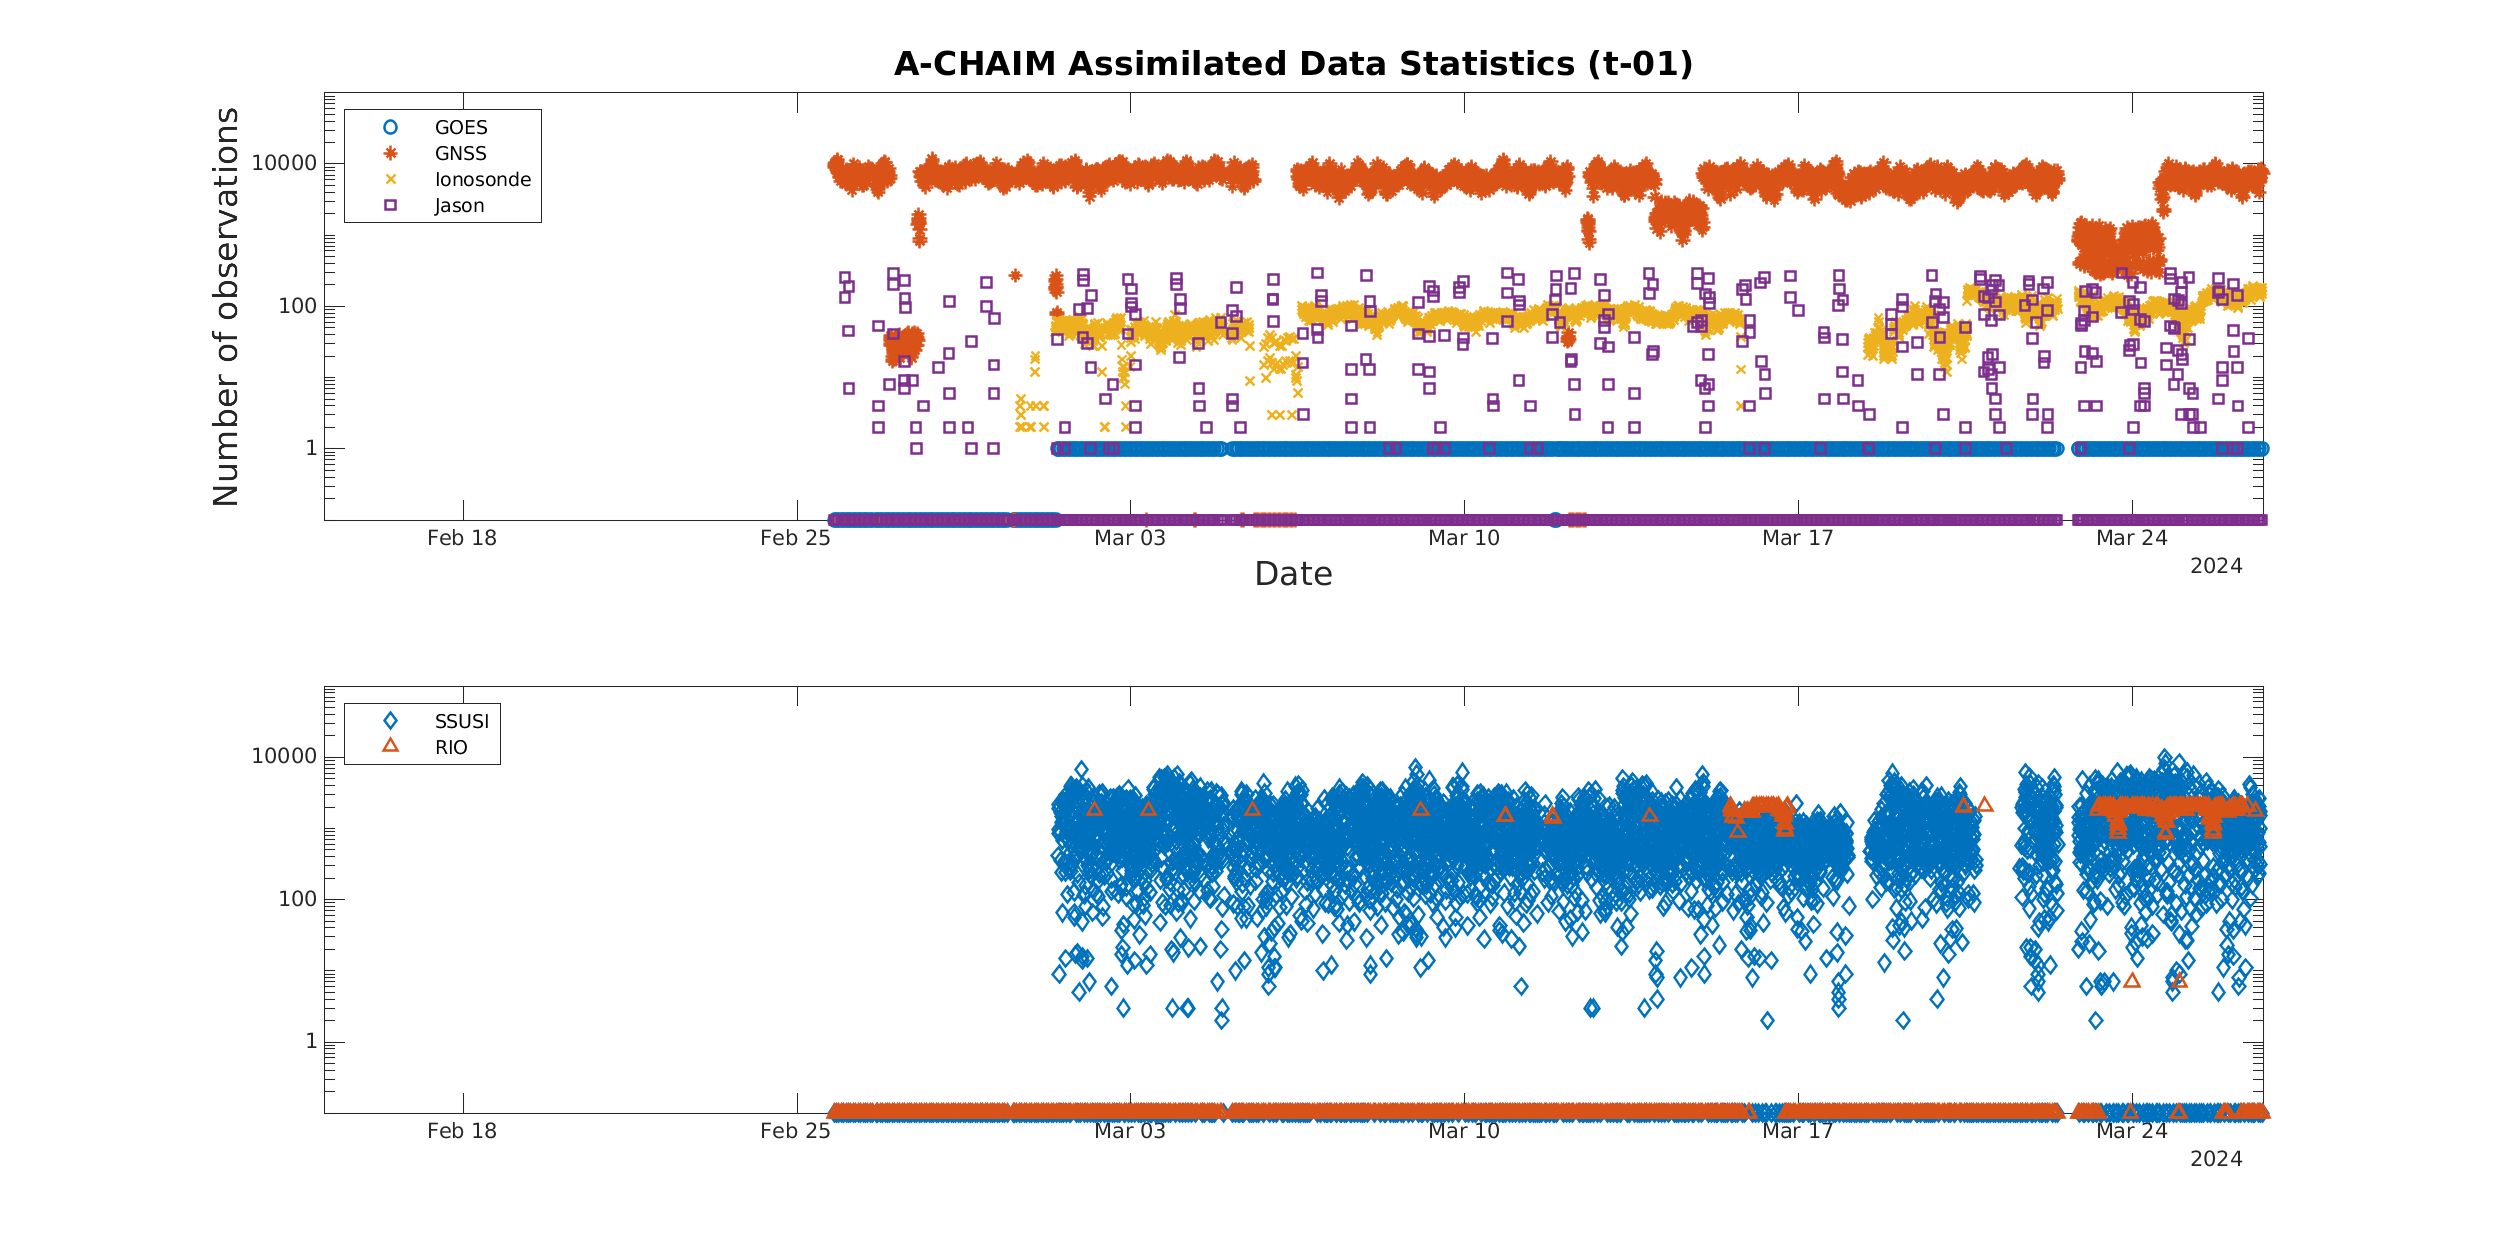 A-CHAIM Assimilated Data Statistics (t-01)
Number of observations
10000
100
1
GOES
GNSS
Ionosonde
Jason
Feb 18
Feb 25
Mar 03
Mar 10
Mar 17
Mar 24
2024
Date
10000
100
1
SSUSI
RIO
Feb 18
Feb 25
Mar 03
Mar 10
Mar 17
Mar 24
2024